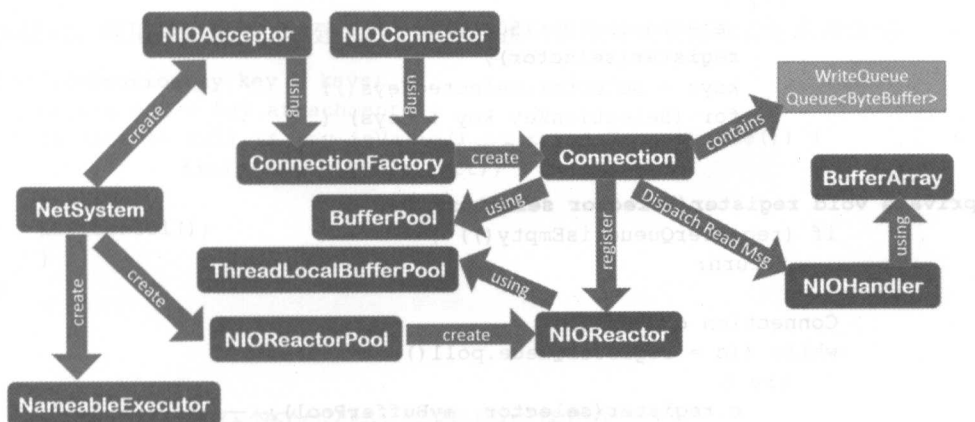 NIOAcceptor
NIOConnector
WriteQueue
Queue<ByteBuffer>
create
using
using
contains
ConnectionFactory
create
Connection
BufferArray
NetSystem
BufferPool
using
register
Dispatch Read Msg
using
ThreadLocalBufferPool
NIOHandler
create
create
using
NIOReactorPool
create
NIOReactor
NameableExecutor